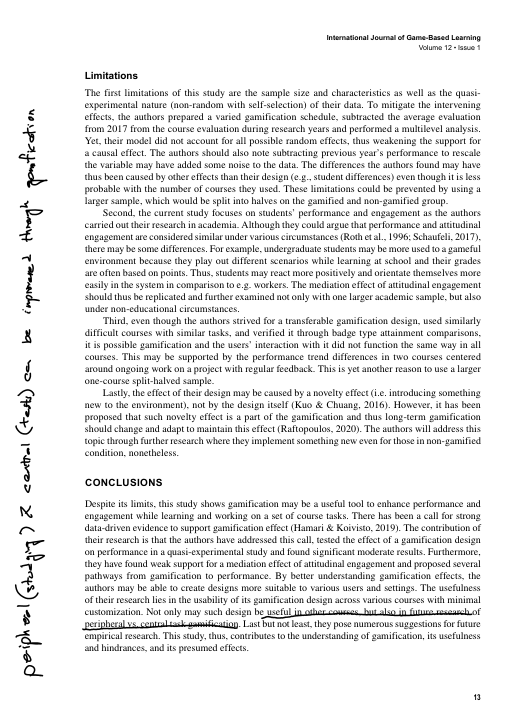 International Journal of Game-Based Learning
Volume 12 • Issue 1
Limitations
The first limitations of this study are the sample size and characteristics as well as the quasi-
experimental nature (non-random with self-selection) of their data. To mitigate the intervening
effects, the authors prepared a varied gamification schedule, subtracted the average evaluation
from 2017 from the course evaluation during research years and performed a multilevel analysis.
Yet, their model did not account for all possible random effects, thus weakening the support for
a causal effect. The authors should also note subtracting previous year's performance to rescale
the variable may have added some noise to the data. The differences the authors found may have
thus been caused by other effects than their design (e.g., student differences) even though it is less
probable with the number of courses they used. These limitations could be prevented by using a
larger sample, which would be split into halves on the gamified and non-gamified group.
Second, the current study focuses on students' performance and engagement as the authors
carried out their research in academia. Although they could argue that performance and attitudinal
engagement are considered similar under various circumstances (Roth et al., 1996; Schaufeli, 2017),
there may be some differences. For example, undergraduate students may be more used to a gameful
environment because they play out different scenarios while learning at school and their grades
are often based on points. Thus, students may react more positively and orientate themselves more
easily in the system in comparison to e.g. workers. The mediation effect of attitudinal engagement
should thus be replicated and further examined not only with one larger academic sample, but also
under non-educational circumstances.
Third, even though the authors strived for a transferable gamification design, used similarly
difficult courses with similar tasks, and verified it through badge type attainment comparisons,
it is possible gamification and the users' interaction with it did not function the same way in all
courses. This may be supported by the performance trend differences in two courses centered
around ongoing work on a project with regular feedback. This is yet another reason to use a larger
one-course split-halved sample.
Lastly, the effect of their design may be caused by a novelty effect (i.e. introducing something
new to the environment), not by the design itself (Kuo & Chuang, 2016). However, it has been
proposed that such novelty effect is a part of the gamification and thus long-term gamification
should change and adapt to maintain this effect (Raftopoulos, 2020). The authors will address this
topic through further research where they implement something new even for those in non-gamified
condition, nonetheless.
CONCLUSIONS
Despite its limits, this study shows gamification may be a useful tool to enhance performance and
engagement while learning and working on a set of course tasks. There has been a call for strong
data-driven evidence to support gamification effect (Hamari & Koivisto, 2019). The contribution of
their research is that the authors have addressed this call, tested the effect of a gamification design
on performance in a quasi-experimental study and found significant moderate results. Furthermore,
they have found weak support for a mediation effect of attitudinal engagement and proposed several
pathways from gamification to performance. By better understanding gamification effects, the
authors may be able to create designs more suitable to various users and settings. The usefulness
of their research lies in the usability of its gamification design across various courses with minimal
customization. Not only may such design be useful in other courses, but also in future research of
peripheral vs. central task gamification. Last but not least, they pose numerous suggestions for future
empirical research. This study, thus, contributes to the understanding of gamification, its usefulness
and hindrances, and its presumed effects.
13
peripheral (studying) & central (tests) can be improved through gamification